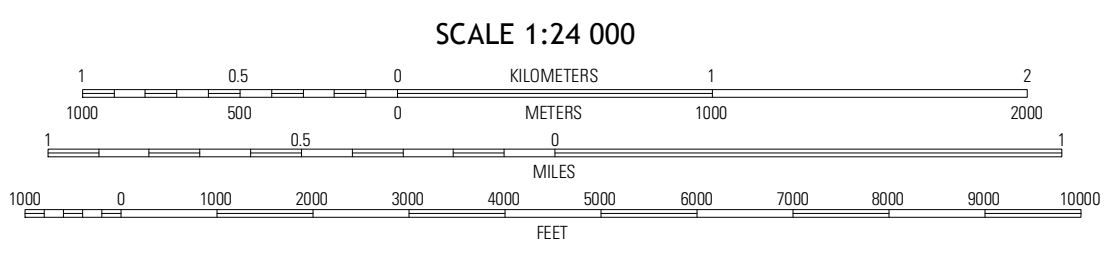 SCALE 1:24 000
1 0.5 0 KILOMETERS 1 2
1000 500 0 METERS 1000 2000
1 0.5 0 1
MILES
1000 0 1000 2000 3000 4000 5000 6000 7000 8000 9000 10000
FEET